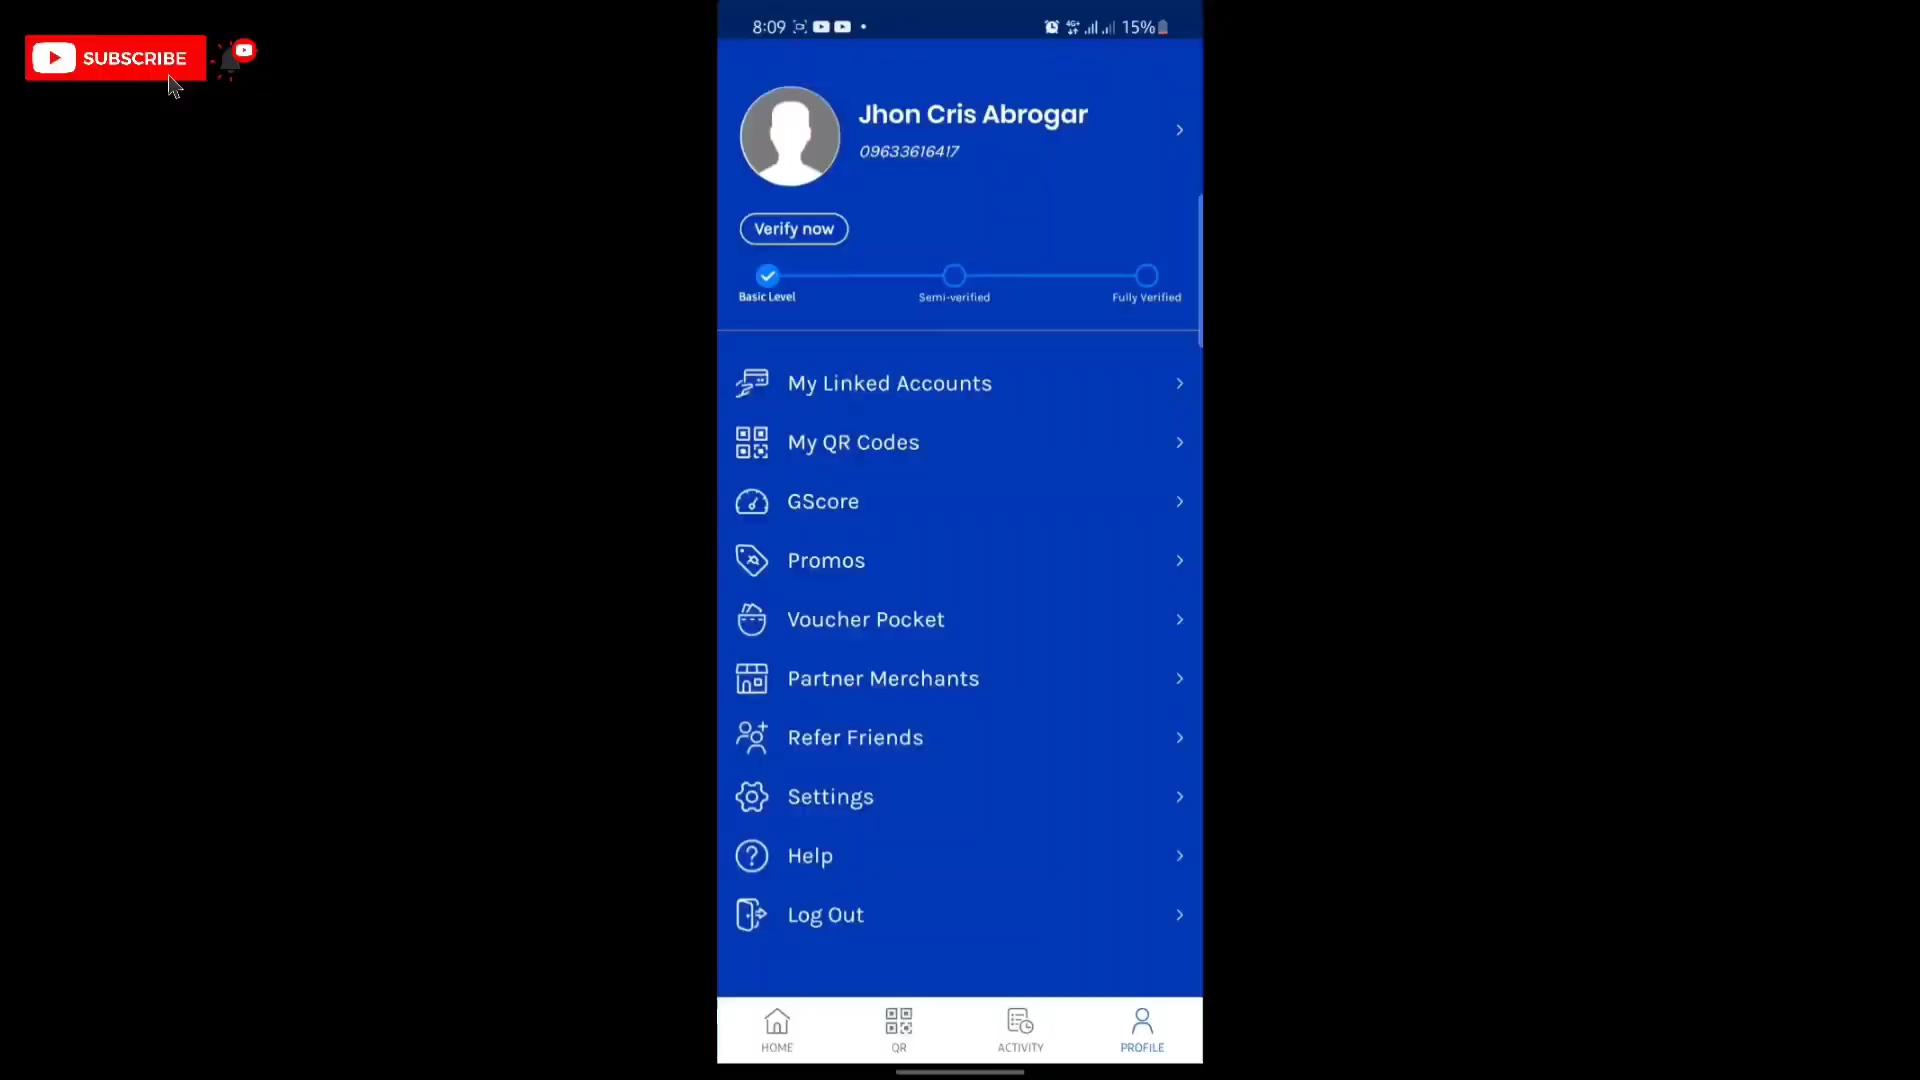 SUBSCRIBE
8:09
4G+
15%
Jhon Cris Abrogar
09633616417
Verify now
Basic Level
Semi-verified
Fully Verified
My Linked Accounts
My QR Codes
GScore
Promos
Voucher Pocket
Partner Merchants
Refer Friends
Settings
Help
Log Out
HOME
QR
ACTIVITY
PROFILE